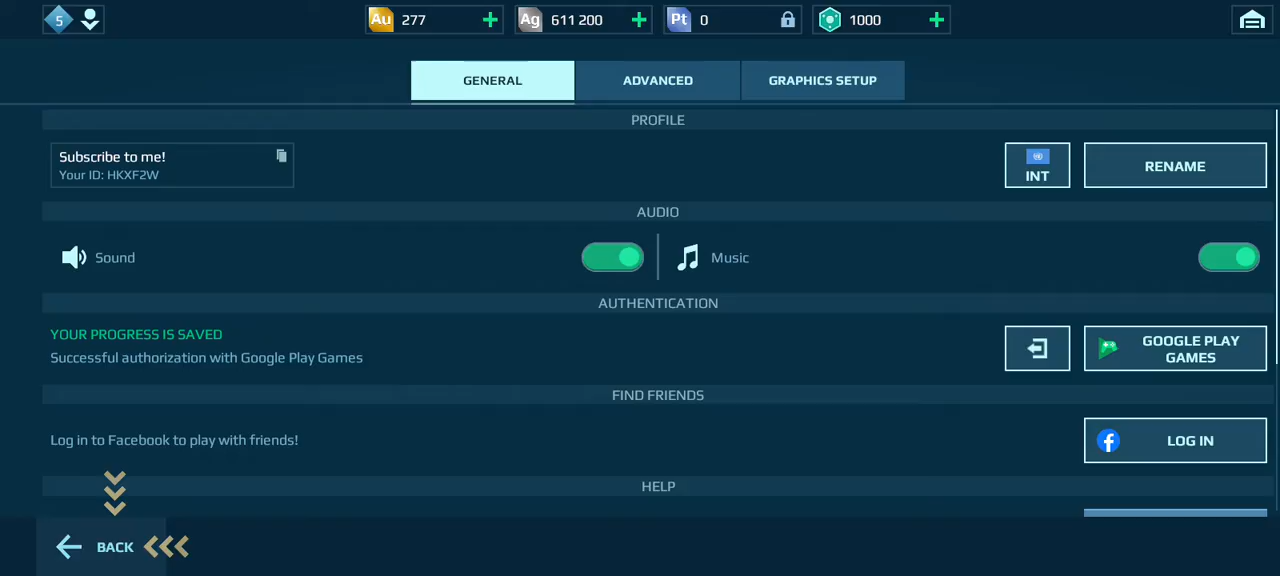 5
Au 277
Ag 611 200
Pt 0
1000
GENERAL
ADVANCED
GRAPHICS SETUP
PROFILE
Subscribe to me!
Your ID: HKXF2W
INT
RENAME
AUDIO
Sound
Music
AUTHENTICATION
YOUR PROGRESS IS SAVED
Successful authorization with Google Play Games
GOOGLE PLAY
GAMES
FIND FRIENDS
Log in to Facebook to play with friends!
LOG IN
HELP
BACK